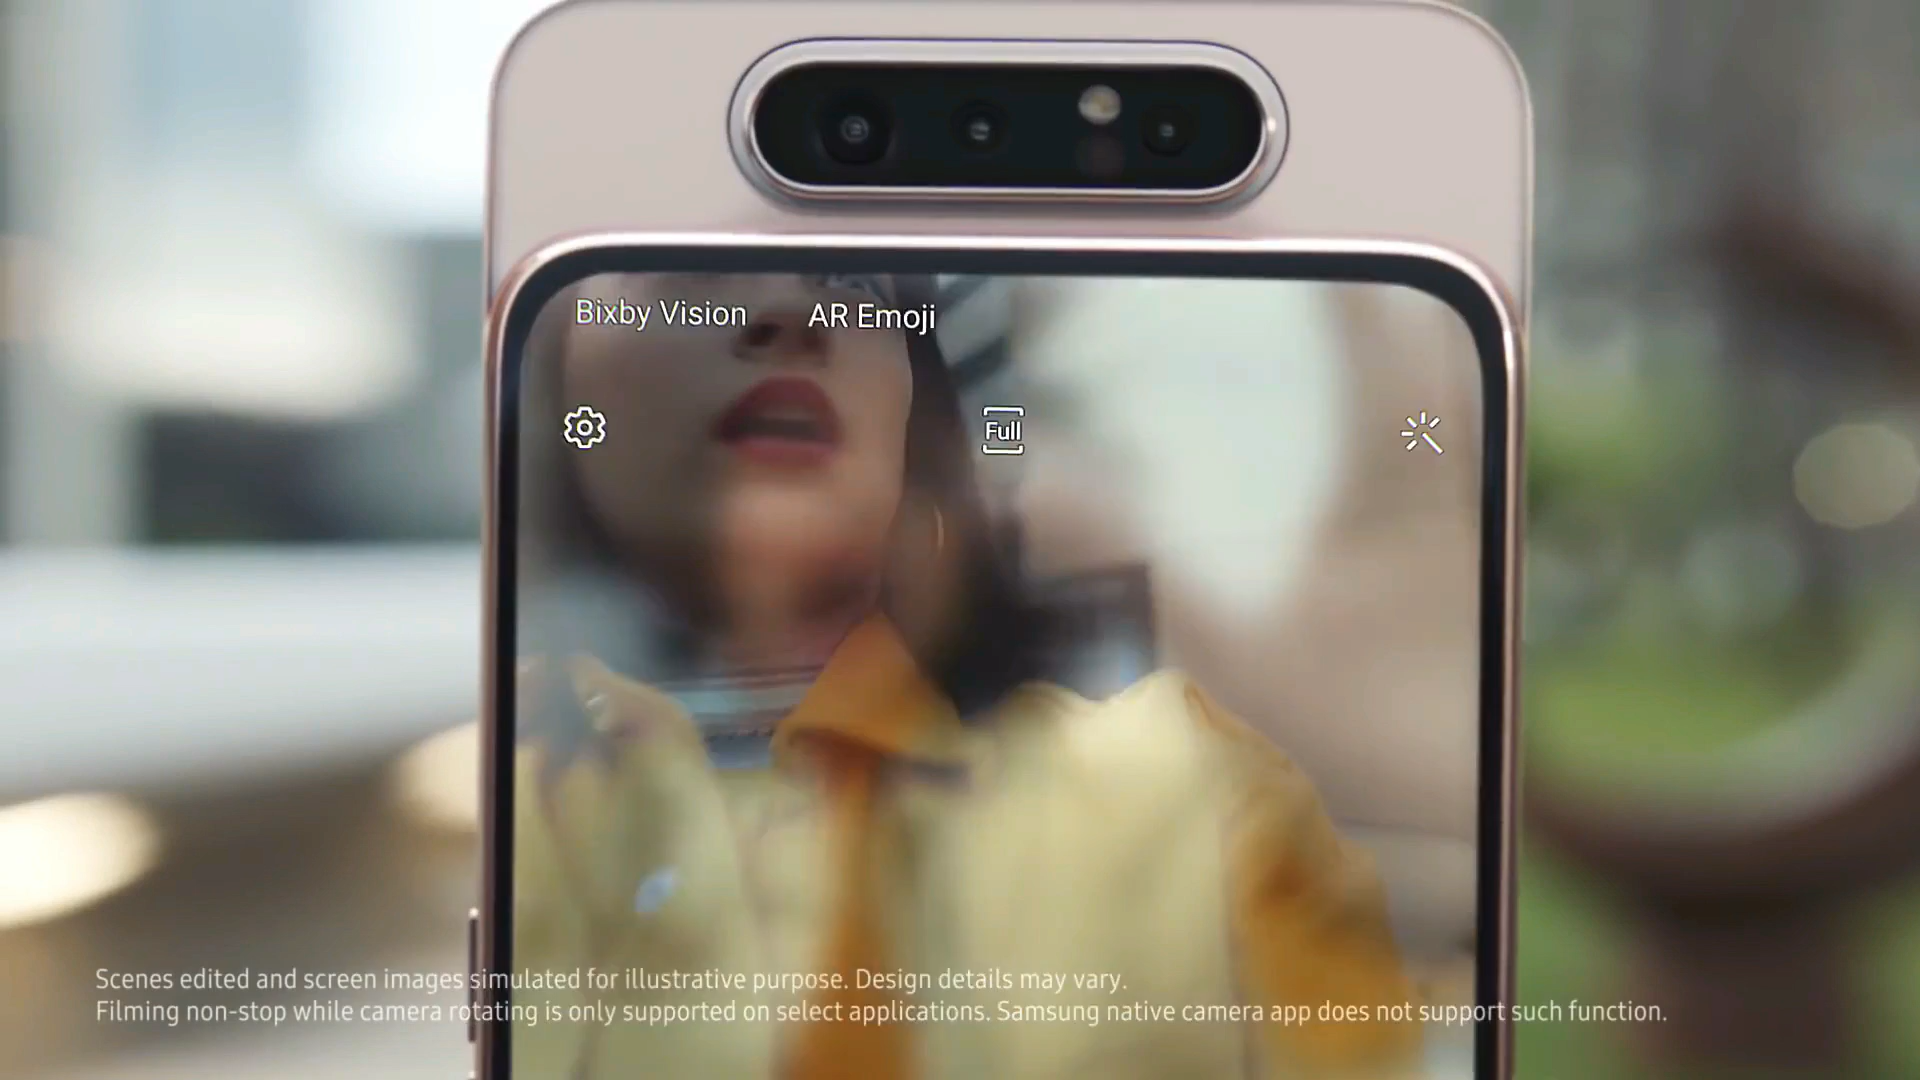 Bixby Vision AR Emoji
Full
Scenes edited and screen images simulated for illustrative purpose. Design details may vary.
Filming non-stop while camera rotating is only supported on select applications. Samsung native camera app does not support such function.